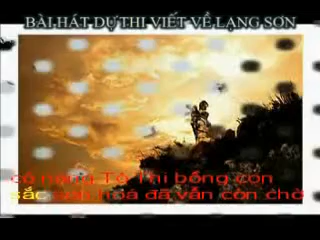 BÀI HÁT DỰ THI VIẾT VỀ LẠNG SƠN
có nàng Tô Thị bồng con
sắc mai hoá đá vẫn còn chờ